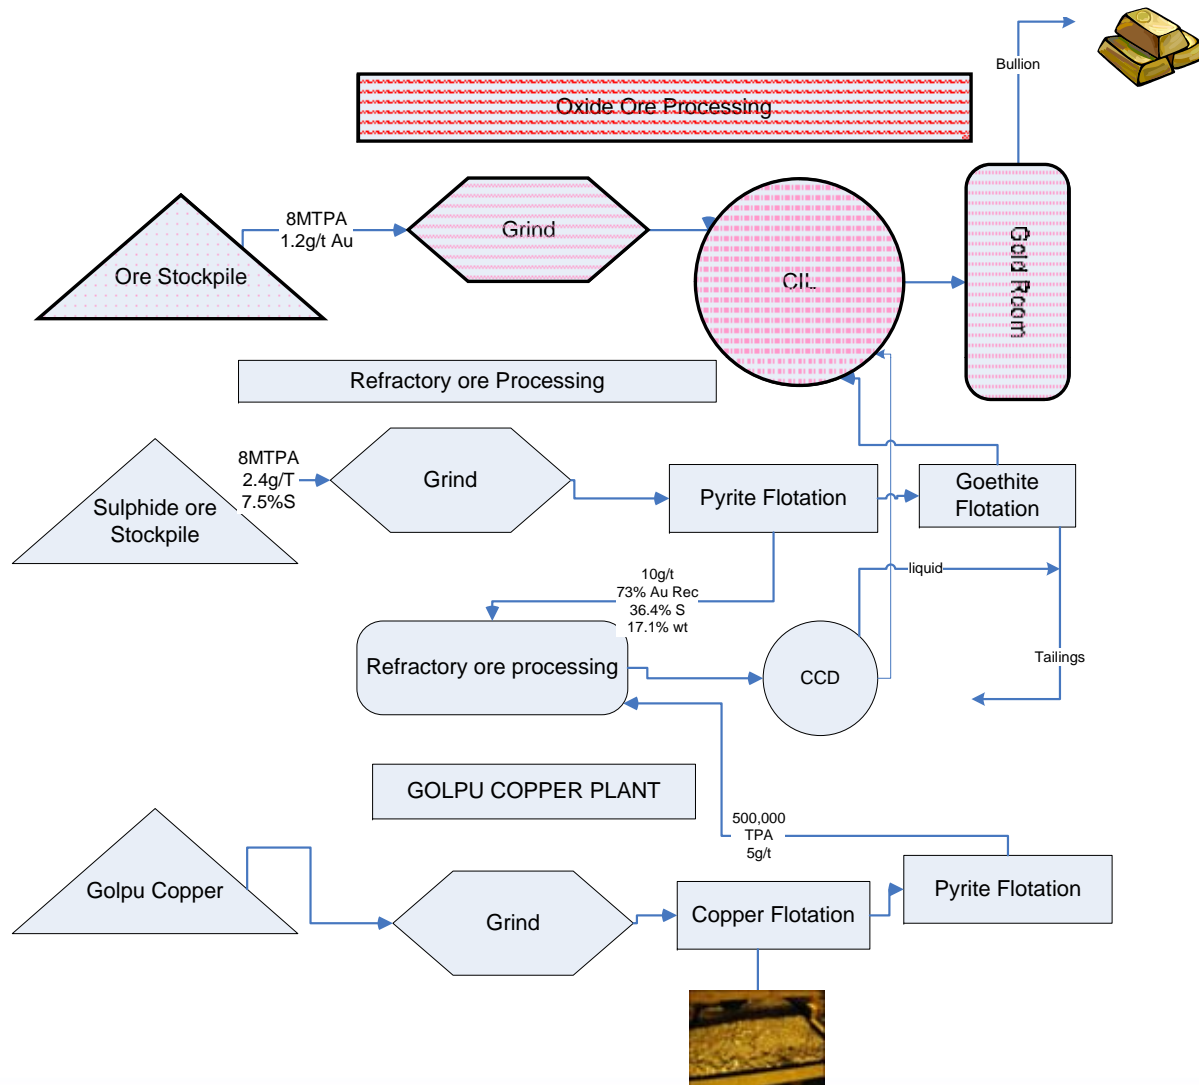 Bullion
Oxide Ore Processing
8MTPA
1.2g/t Au
Ore Stockpile
Grind
CIL
Gold Room
Refractory ore Processing
8MTPA
2.4g/T
7.5%S
Sulphide ore
Stockpile
Grind
Pyrite Flotation
Goethite
Flotation
10g/t
73% Au Rec
36.4% S
17.1% wt
liquid
Refractory ore processing
CCD
Tailings
GOLPU COPPER PLANT
500,000
TPA
5g/t
Golpu Copper
Grind
Copper Flotation
Pyrite Flotation